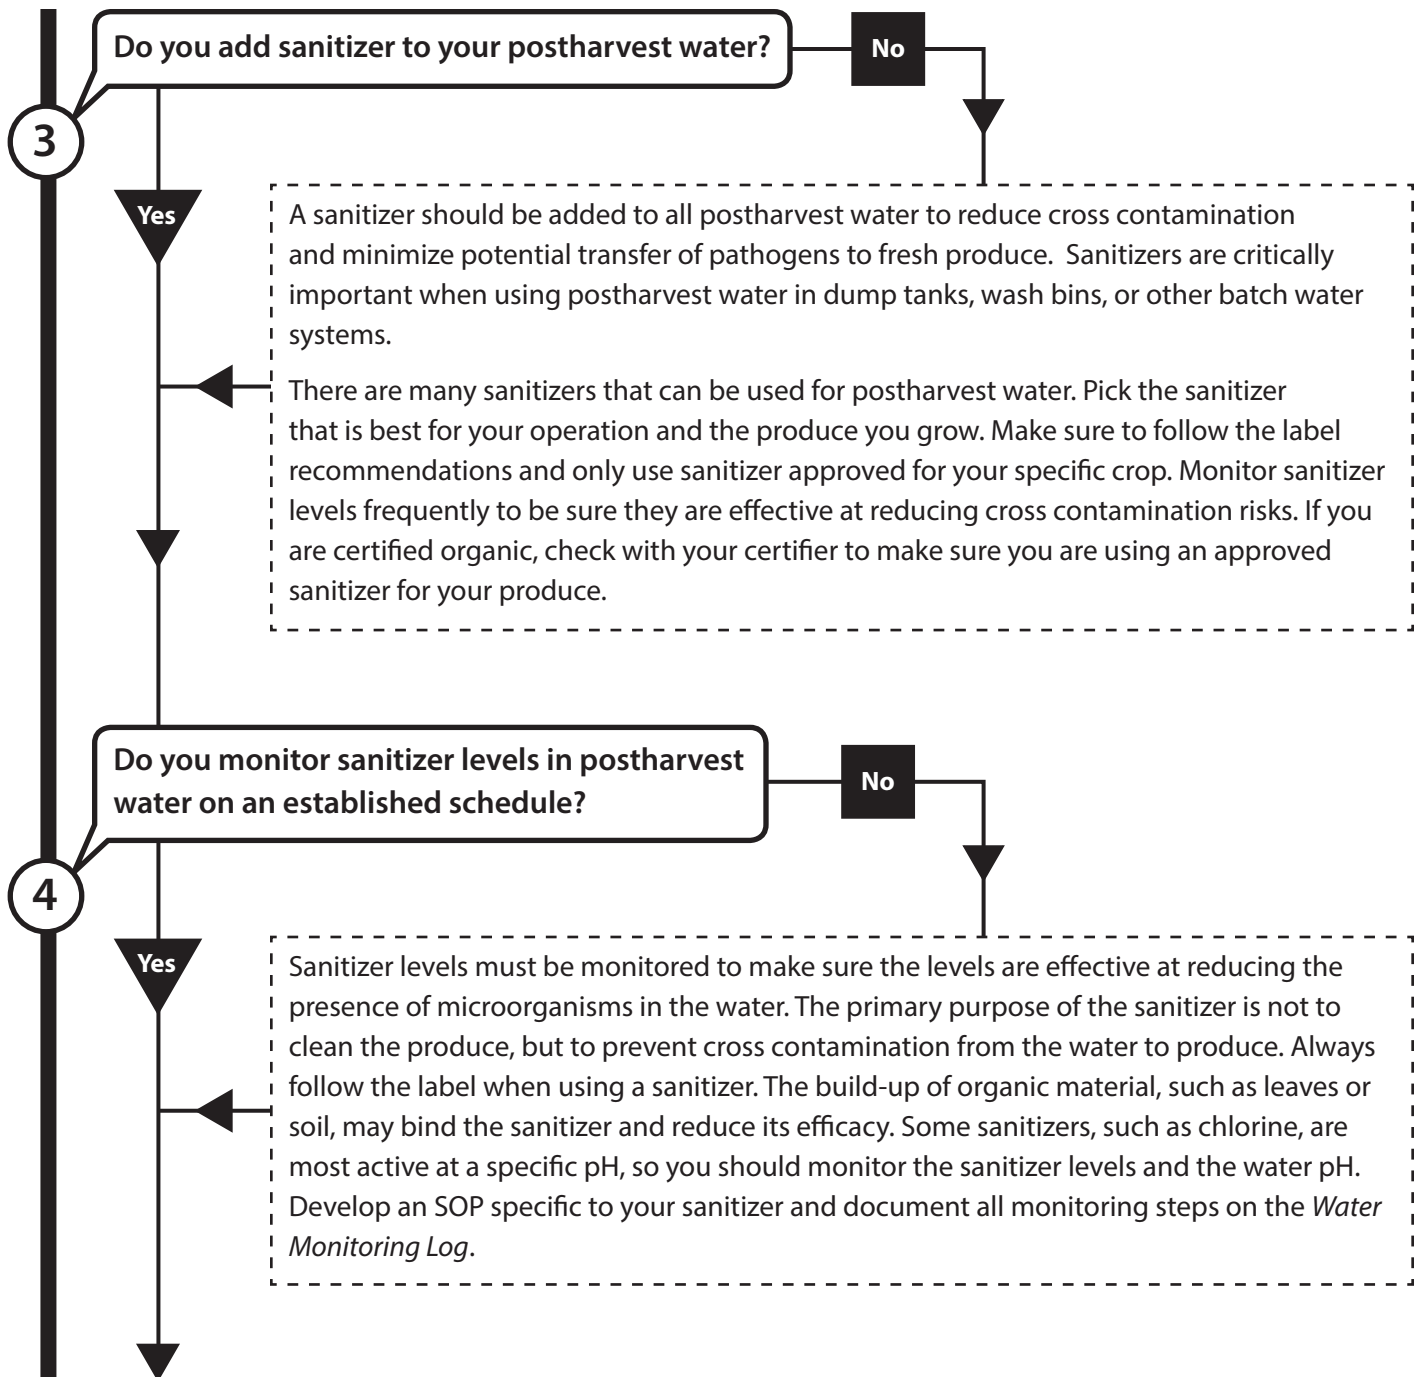 Do you add sanitizer to your postharvest water?
No
3
Yes
A sanitizer should be added to all postharvest water to reduce cross contamination
and minimize potential transfer of pathogens to fresh produce.  Sanitizers are critically
important when using postharvest water in dump tanks, wash bins, or other batch water
systems.
There are many sanitizers that can be used for postharvest water. Pick the sanitizer
that is best for your operation and the produce you grow. Make sure to follow the label
recommendations and only use sanitizer approved for your specific crop. Monitor sanitizer
levels frequently to be sure they are effective at reducing cross contamination risks. If you
are certified organic, check with your certifier to make sure you are using an approved
sanitizer for your produce.
Do you monitor sanitizer levels in postharvest
water on an established schedule?
No
4
Yes
Sanitizer levels must be monitored to make sure the levels are effective at reducing the
presence of microorganisms in the water. The primary purpose of the sanitizer is not to
clean the produce, but to prevent cross contamination from the water to produce. Always
follow the label when using a sanitizer. The build-up of organic material, such as leaves or
soil, may bind the sanitizer and reduce its efficacy. Some sanitizers, such as chlorine, are
most active at a specific pH, so you should monitor the sanitizer levels and the water pH.
Develop an SOP specific to your sanitizer and document all monitoring steps on the Water
Monitoring Log.